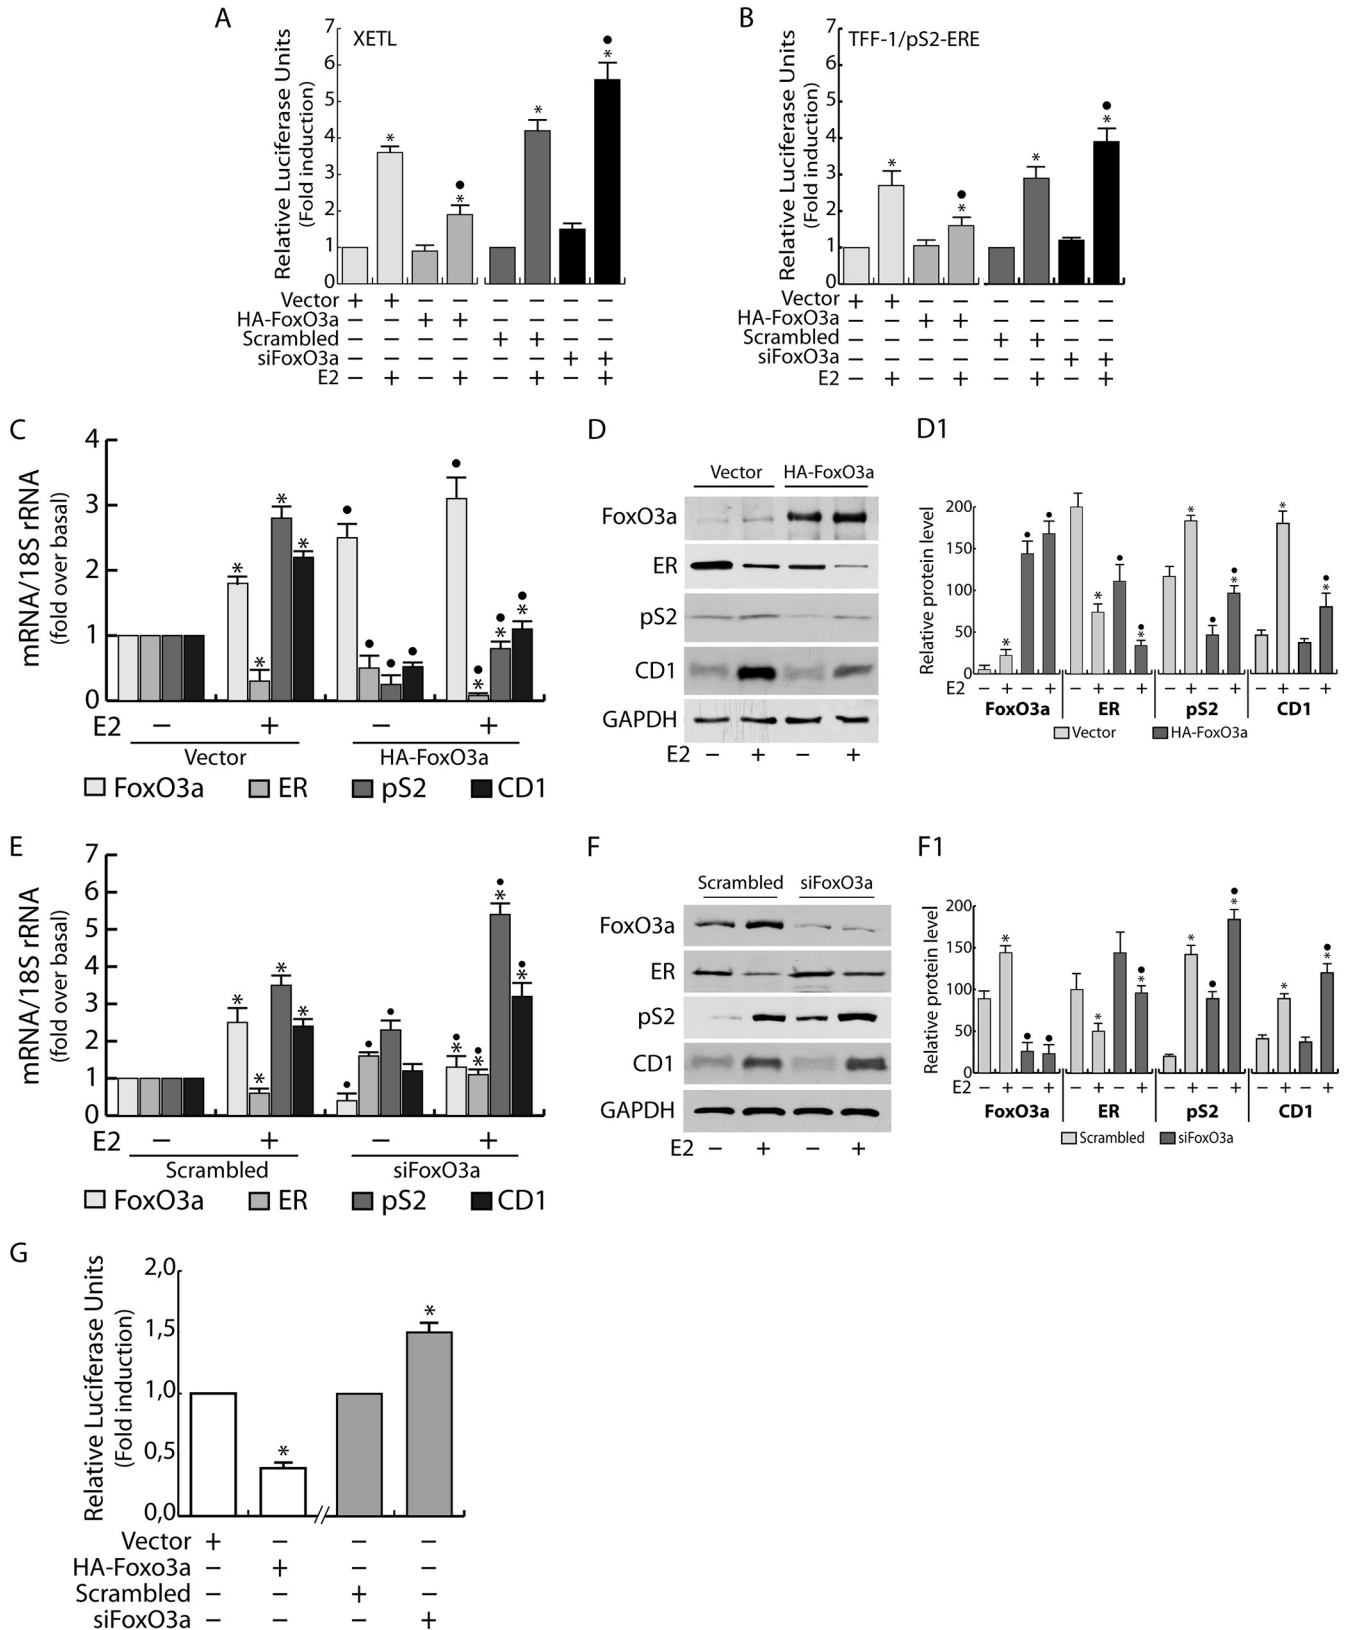 A
XETL
Relative Luciferase Units
(Fold induction)
7
6
5
4
3
2
1
0
* * ● * * ●
Vector + + − − − − − −
HA-FoxO3a − − + + − − − −
Scrambled − − − − + + − −
siFoxO3a − − − − − − + +
E2 − + − + − + − +
B
TFF-1/pS2-ERE
Relative Luciferase Units
(Fold induction)
7
6
5
4
3
2
1
0
* * ● * * ●
Vector + + − − − − − −
HA-FoxO3a − − + + − − − −
Scrambled − − − − + + − −
siFoxO3a − − − − − − + +
E2 − + − + − + − +
C
mRNA/18S rRNA
(fold over basal)
4
3
2
1
0
E2 − + − +
Vector HA-FoxO3a
FoxO3a ER pS2 CD1
D
Vector HA-FoxO3a
FoxO3a
ER
pS2
CD1
GAPDH
E2 − + − +
D1
Relative protein level
200
150
100
50
0
E2 − + − + − + − + − + − + − + − +
FoxO3a ER pS2 CD1
Vector HA-FoxO3a
E
mRNA/18S rRNA
(fold over basal)
7
6
5
4
3
2
1
0
E2 − + − +
Scrambled siFoxO3a
FoxO3a ER pS2 CD1
F
Scrambled siFoxO3a
FoxO3a
ER
pS2
CD1
GAPDH
E2 − + − +
F1
Relative protein level
200
150
100
50
0
E2 − + − + − + − + − + − + − + − +
FoxO3a ER pS2 CD1
Scrambled siFoxO3a
G
Relative Luciferase Units
(Fold induction)
2,0
1,5
1,0
0,5
0,0
* *
Vector + − − −
HA-Foxo3a − + − −
Scrambled − − + −
siFoxO3a − − − +